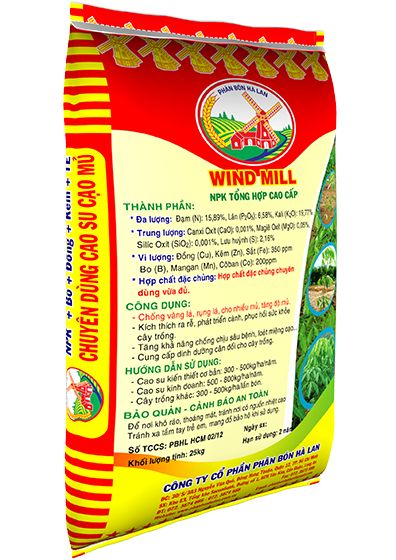 PHÂN BÓN HÀ LAN
WIND MILL
NPK TỔNG HỢP CAO CẤP
THÀNH PHẦN:
* Đa lượng: Đạm (N): 15,89%, Lân (P₂O₅): 6,58%, Kali (K₂O): 19,77%
* Trung lượng: Canxi Oxit (CaO): 0,001%, Magiê Oxit (MgO): 0,05%
Silic Oxit (SiO₂): 0,001%, Lưu huỳnh (S): 2,16%
* Vi lượng: Đồng (Cu), Kẽm (Zn), Sắt (Fe): 350 ppm
Bo (B), Mangan (Mn), Côban (Co): 200ppm
* Hợp chất đặc chủng: Hợp chất đặc chủng chuyên
dùng vừa đủ.
CÔNG DỤNG:
- Chống vàng lá, rụng lá, cho nhiều mủ, tăng độ mủ.
- Kích thích ra rễ, phát triển cành, phục hồi sức khỏe
cây trồng.
- Tăng khả năng chống chịu sâu bệnh, loét miệng cạo..
- Cung cấp dinh dưỡng cân đối cho cây trồng.
HƯỚNG DẪN SỬ DỤNG:
- Cao su kiến thiết cơ bản: 300 - 500kg/ha/năm.
- Cao su kinh doanh: 500 - 800kg/ha/năm.
- Cây trồng khác: 300 - 500kg/ha/lần bón.
BẢO QUẢN - CẢNH BÁO AN TOÀN
Để nơi khô ráo, thoáng mát, tránh nơi có nguồn nhiệt cao
Tránh xa tầm tay trẻ em, mang đồ bảo hộ khi sử dụng.
Số TCCS: PBHL HCM 02/12
Ngày sx:
Khối lượng tịnh: 25kg
Hạn sử dụng: 2 năm
CÔNG TY CỔ PHẦN PHÂN BÓN HÀ LAN
NPK + Bo + Đồng + Kẽm + TE
CHUYÊN DÙNG CAO SU CẠO MỦ